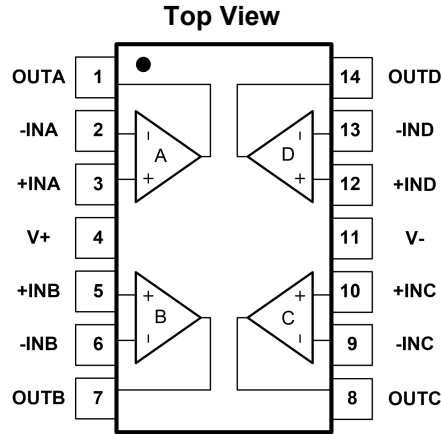 Top View
OUTA 1 14 OUTD
-INA 2 - - 13 -IND
A D
+INA 3 + + 12 +IND
V+ 4 11 V-
+INB 5 + + 10 +INC
B C
-INB 6 - - 9 -INC
OUTB 7 8 OUTC